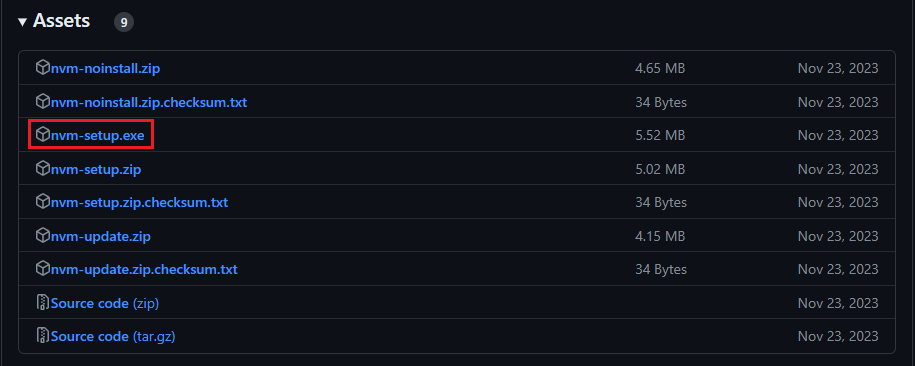 Assets 9
nvm-noinstall.zip 4.65 MB Nov 23, 2023
nvm-noinstall.zip.checksum.txt 34 Bytes Nov 23, 2023
nvm-setup.exe 5.52 MB Nov 23, 2023
nvm-setup.zip 5.02 MB Nov 23, 2023
nvm-setup.zip.checksum.txt 34 Bytes Nov 23, 2023
nvm-update.zip 4.15 MB Nov 23, 2023
nvm-update.zip.checksum.txt 34 Bytes Nov 23, 2023
Source code (zip) Nov 23, 2023
Source code (tar.gz) Nov 23, 2023